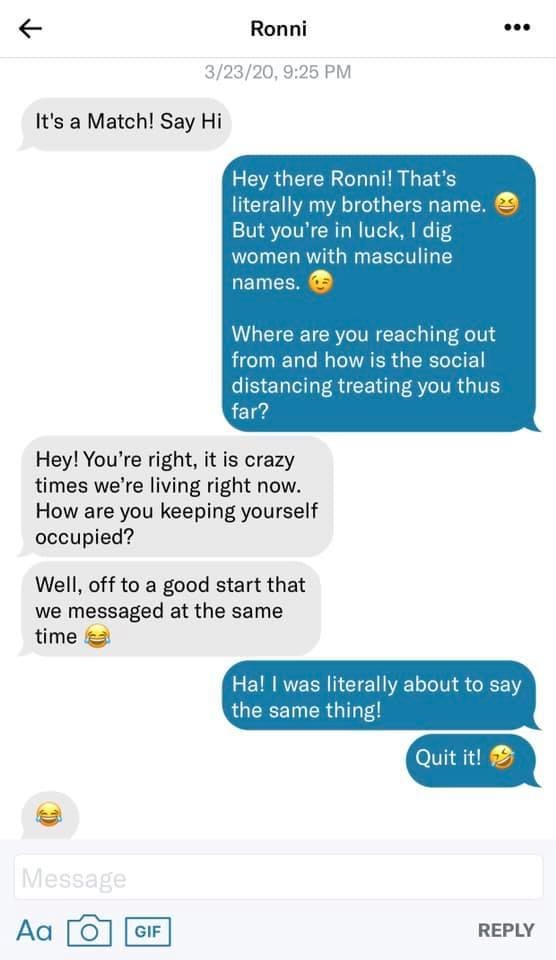 Ronni
3/23/20, 9:25 PM
It's a Match! Say Hi
Hey there Ronni! That's
literally my brothers name. 😆
But you're in luck, I dig
women with masculine
names. 😉
Where are you reaching out
from and how is the social
distancing treating you thus
far?
Hey! You're right, it is crazy
times we're living right now.
How are you keeping yourself
occupied?
Well, off to a good start that
we messaged at the same
time 😂
Ha! I was literally about to say
the same thing!
Quit it! 🤣
😂
Message
Aa GIF REPLY